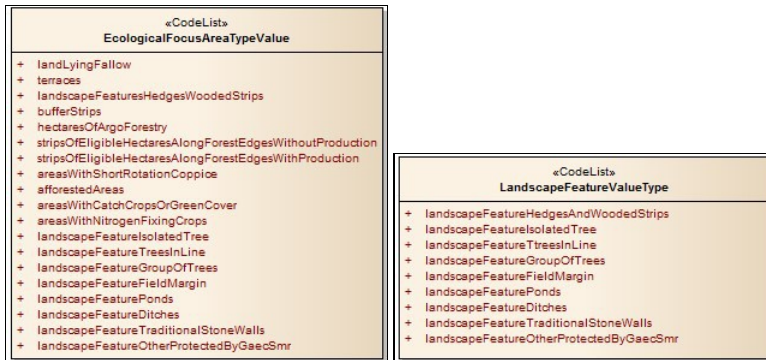 «CodeList»
EcologicalFocusAreaTypeValue
+ landLyingFallow
+ terraces
+ landscapeFeaturesHedgesWoodedStrips
+ bufferStrips
+ hectaresOfArgoForestry
+ stripsOfEligibleHectaresAlongForestEdgesWithoutProduction
+ stripsOfEligibleHectaresAlongForestEdgesWithProduction
+ areasWithShortRotationCoppice
+ afforestedAreas
+ areasWithCatchCropsOrGreenCover
+ areasWithNitrogenFixingCrops
+ landscapeFeatureIsolatedTree
+ landscapeFeatureTreesInLine
+ landscapeFeatureGroupOfTrees
+ landscapeFeatureFieldMargin
+ landscapeFeaturePonds
+ landscapeFeatureDitches
+ landscapeFeatureTraditionalStoneWalls
+ landscapeFeatureOtherProtectedByGaecSmr
«CodeList»
LandscapeFeatureValueType
+ landscapeFeatureHedgesAndWoodedStrips
+ landscapeFeatureIsolatedTree
+ landscapeFeatureTtreesInLine
+ landscapeFeatureGroupOfTrees
+ landscapeFeatureFieldMargin
+ landscapeFeaturePonds
+ landscapeFeatureDitches
+ landscapeFeatureTraditionalStoneWalls
+ landscapeFeatureOtherProtectedByGaecSmr